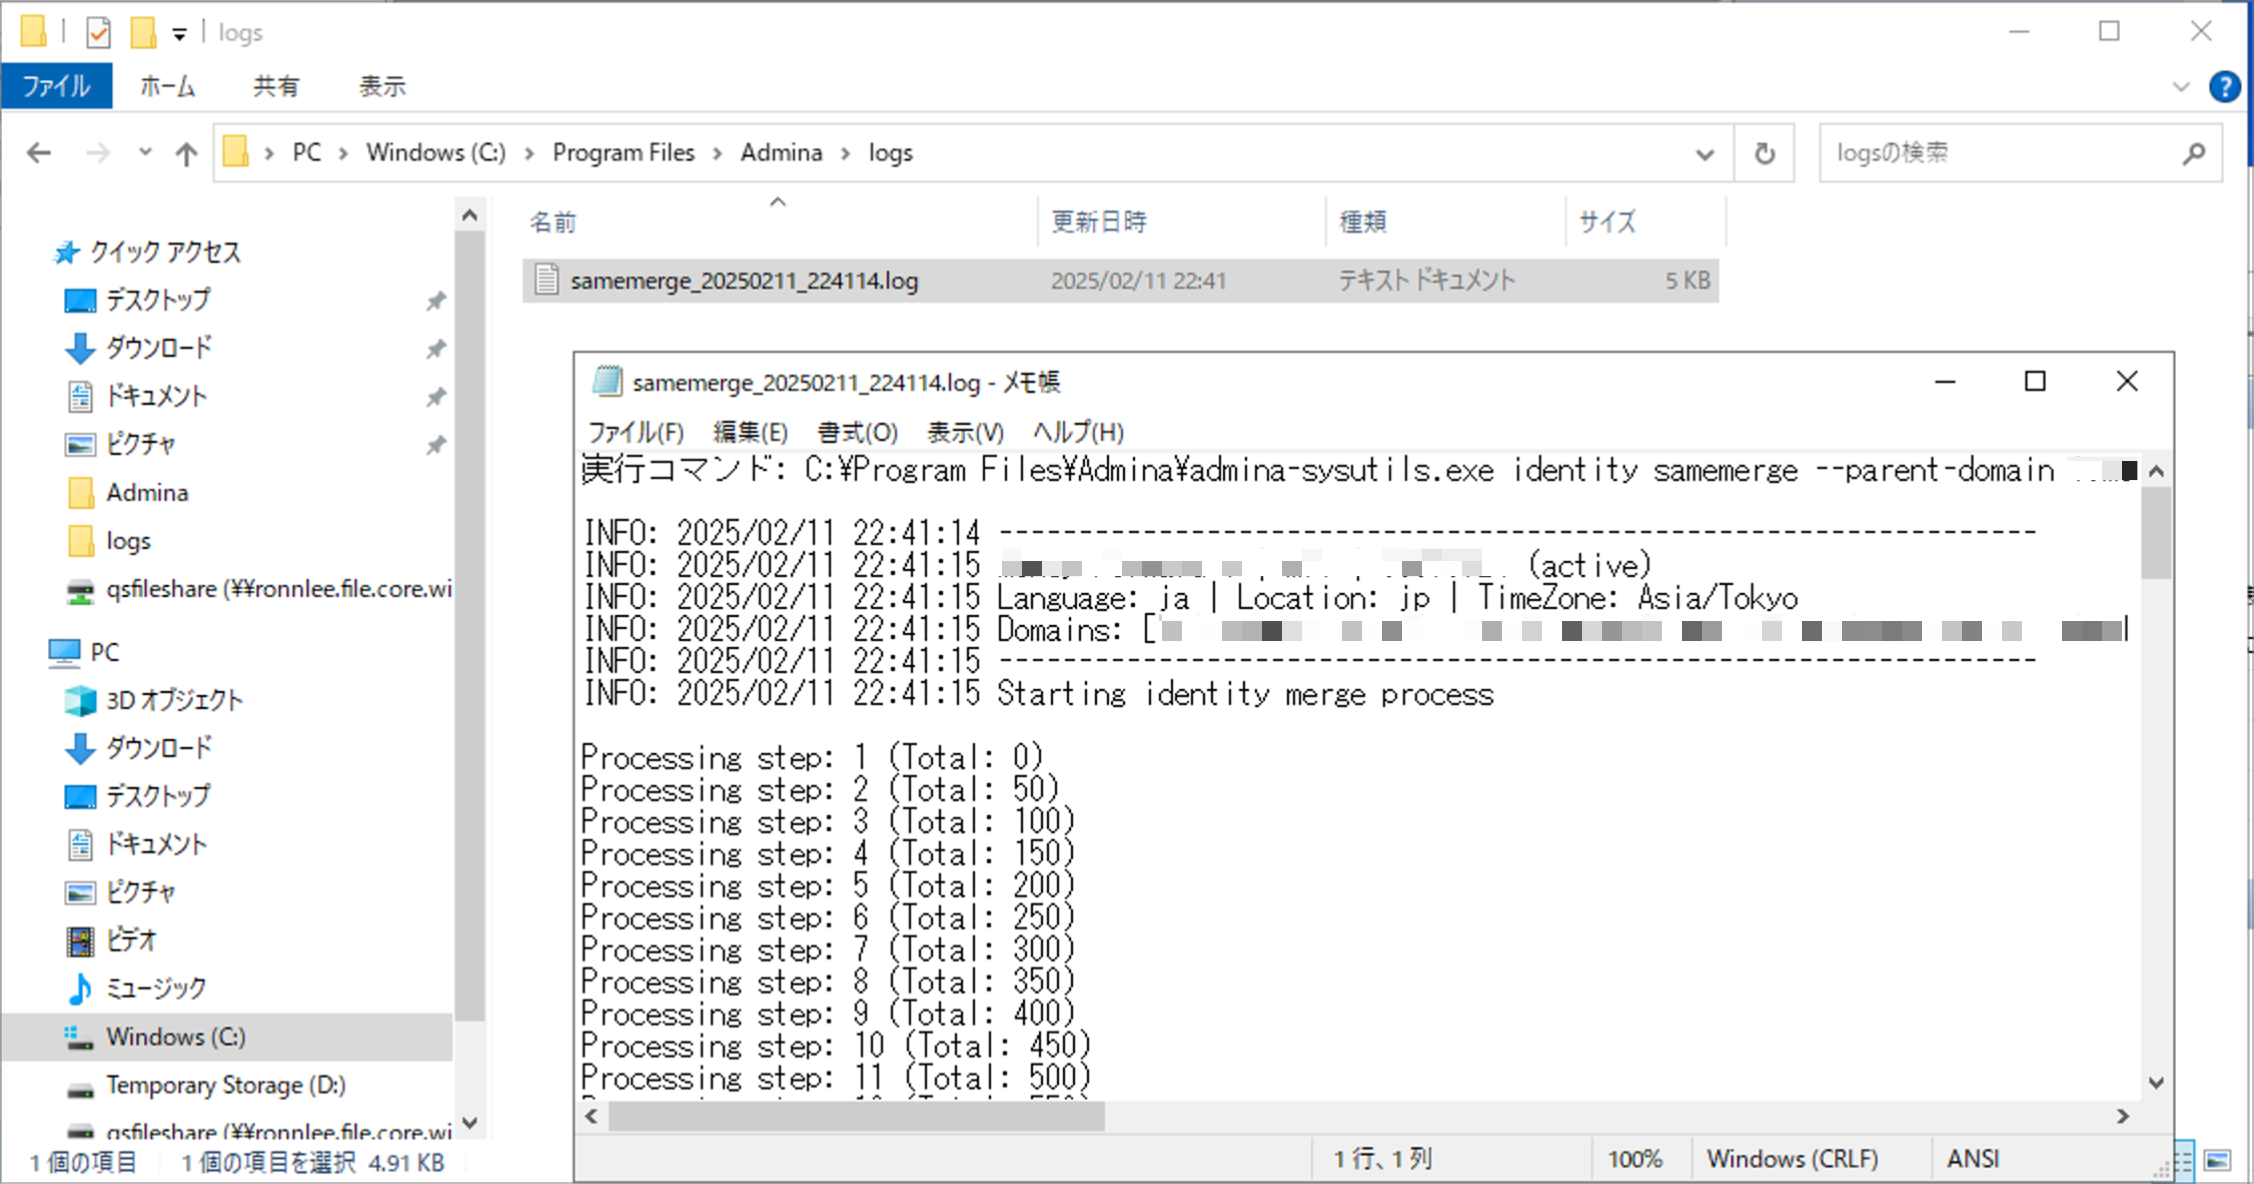 logs
ファイル ホーム 共有 表示
PC > Windows (C:) > Program Files > Admina > logs
logsの検索
クイック アクセス
デスクトップ
ダウンロード
ドキュメント
ピクチャ
Admina
logs
qsfileshare (¥¥ronnlee.file.core.wi
PC
3D オブジェクト
ダウンロード
デスクトップ
ドキュメント
ピクチャ
ビデオ
ミュージック
Windows (C:)
Temporary Storage (D:)
qsfileshare (¥¥ronnlee.file.core.wi
名前 更新日時 種類 サイズ
samemerge_20250211_224114.log 2025/02/11 22:41 テキスト ドキュメント 5 KB
samemerge_20250211_224114.log - メモ帳
ファイル(F) 編集(E) 書式(O) 表示(V) ヘルプ(H)
実行コマンド: C:¥Program Files¥Admina¥admina-sysutils.exe identity samemerge --parent-domain
INFO: 2025/02/11 22:41:14 -----------------------------------------------------------------
INFO: 2025/02/11 22:41:15 (active)
INFO: 2025/02/11 22:41:15 Language: ja | Location: jp | TimeZone: Asia/Tokyo
INFO: 2025/02/11 22:41:15 Domains: [
INFO: 2025/02/11 22:41:15 -----------------------------------------------------------------
INFO: 2025/02/11 22:41:15 Starting identity merge process
Processing step: 1 (Total: 0)
Processing step: 2 (Total: 50)
Processing step: 3 (Total: 100)
Processing step: 4 (Total: 150)
Processing step: 5 (Total: 200)
Processing step: 6 (Total: 250)
Processing step: 7 (Total: 300)
Processing step: 8 (Total: 350)
Processing step: 9 (Total: 400)
Processing step: 10 (Total: 450)
Processing step: 11 (Total: 500)
1 行、1 列 100% Windows (CRLF) ANSI
1 個の項目 1 個の項目を選択 4.91 KB